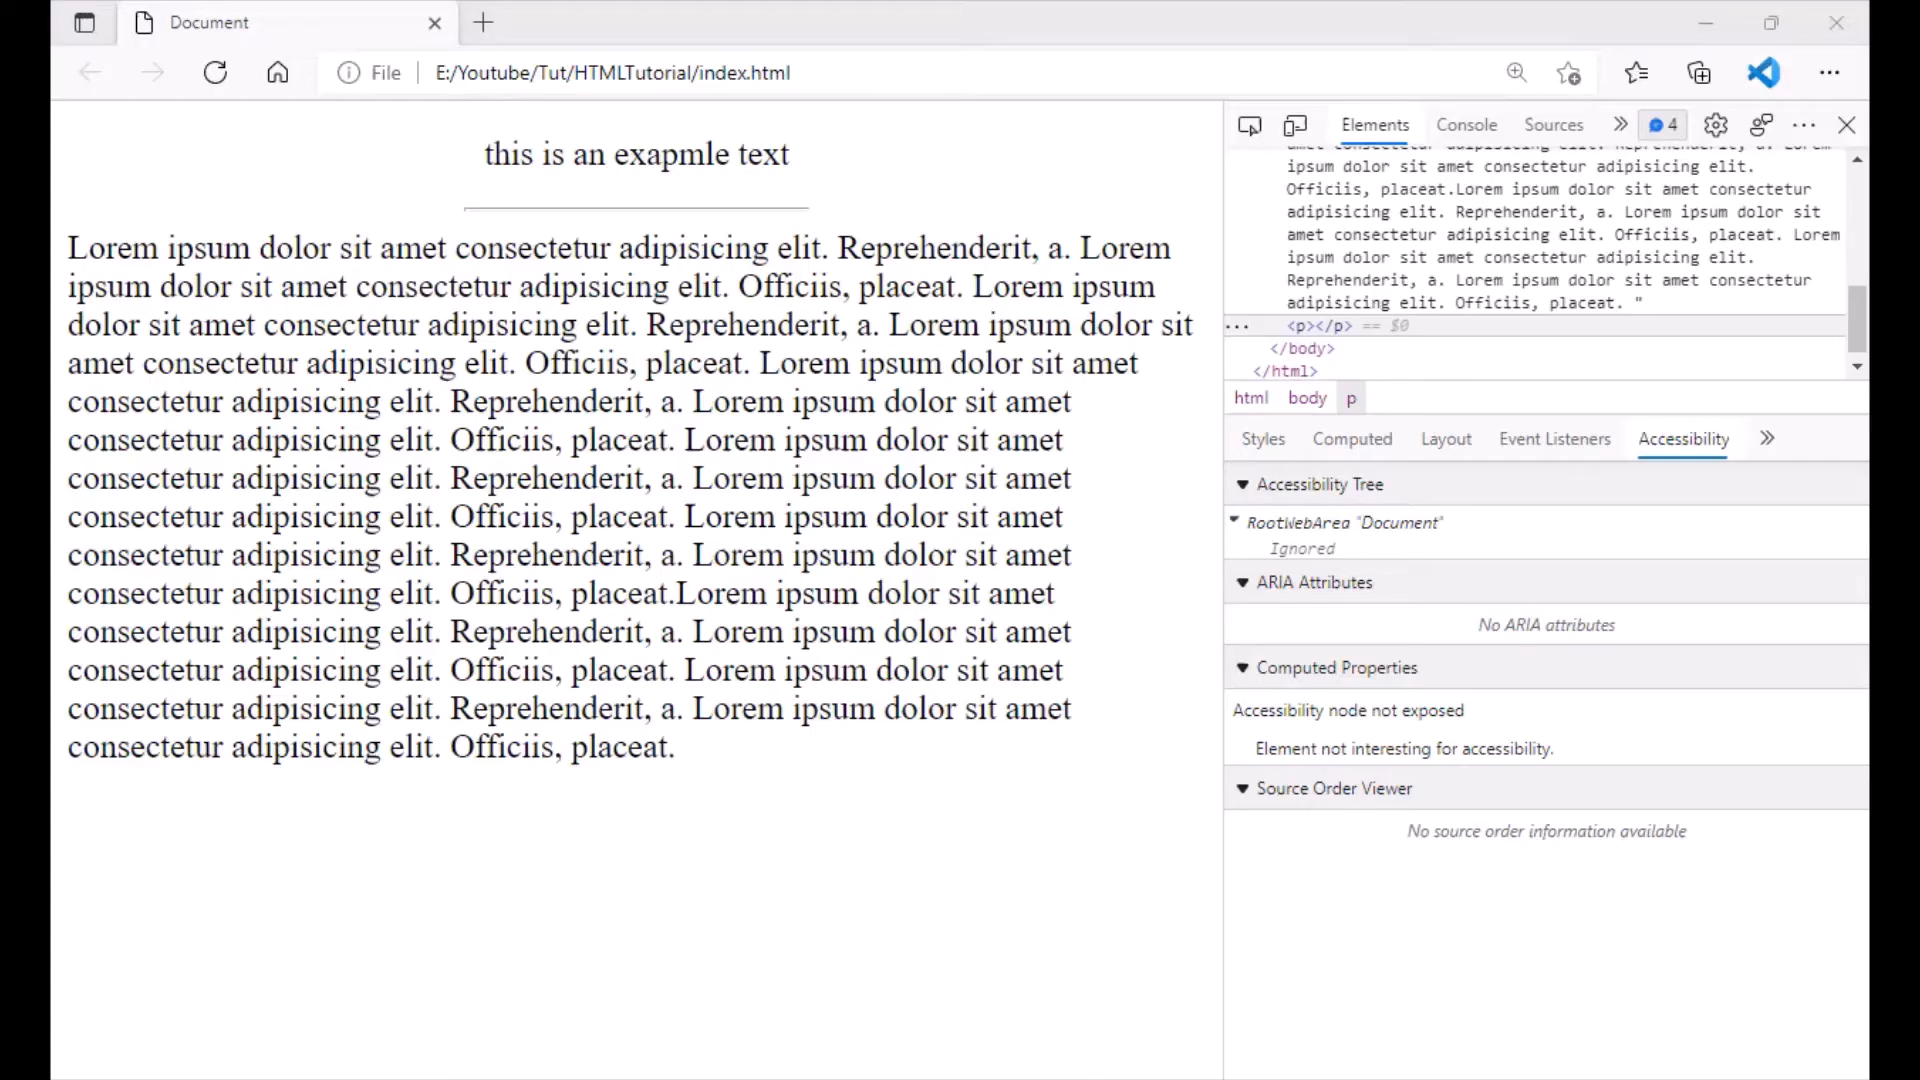 Document
File
E:/Youtube/Tut/HTMLTutorial/index.html
this is an exapmle text
Lorem ipsum dolor sit amet consectetur adipisicing elit. Reprehenderit, a. Lorem
ipsum dolor sit amet consectetur adipisicing elit. Officiis, placeat. Lorem ipsum
dolor sit amet consectetur adipisicing elit. Reprehenderit, a. Lorem ipsum dolor sit
amet consectetur adipisicing elit. Officiis, placeat. Lorem ipsum dolor sit amet
consectetur adipisicing elit. Reprehenderit, a. Lorem ipsum dolor sit amet
consectetur adipisicing elit. Officiis, placeat. Lorem ipsum dolor sit amet
consectetur adipisicing elit. Reprehenderit, a. Lorem ipsum dolor sit amet
consectetur adipisicing elit. Officiis, placeat. Lorem ipsum dolor sit amet
consectetur adipisicing elit. Reprehenderit, a. Lorem ipsum dolor sit amet
consectetur adipisicing elit. Officiis, placeat.Lorem ipsum dolor sit amet
consectetur adipisicing elit. Reprehenderit, a. Lorem ipsum dolor sit amet
consectetur adipisicing elit. Officiis, placeat. Lorem ipsum dolor sit amet
consectetur adipisicing elit. Reprehenderit, a. Lorem ipsum dolor sit amet
consectetur adipisicing elit. Officiis, placeat.
Elements Console Sources 4
amet consectetur adipisicing elit. Reprehenderit, a. Lorem
ipsum dolor sit amet consectetur adipisicing elit.
Officiis, placeat.Lorem ipsum dolor sit amet consectetur
adipisicing elit. Reprehenderit, a. Lorem ipsum dolor sit
amet consectetur adipisicing elit. Officiis, placeat. Lorem
ipsum dolor sit amet consectetur adipisicing elit.
Reprehenderit, a. Lorem ipsum dolor sit amet consectetur
adipisicing elit. Officiis, placeat. "
<p></p> == $0
</body>
</html>
html body p
Styles Computed Layout Event Listeners Accessibility
Accessibility Tree
RootWebArea "Document"
Ignored
ARIA Attributes
No ARIA attributes
Computed Properties
Accessibility node not exposed
Element not interesting for accessibility.
Source Order Viewer
No source order information available